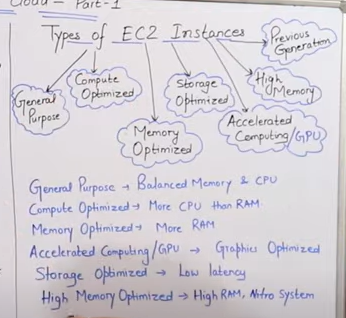 Cloud - Part-1
Types of EC2 Instances
Previous
Generation
Compute
Optimized
Storage
Optimized
High
Memory
General
Purpose
Accelerated
Computing/GPU
Memory
Optimized
General Purpose → Balanced Memory & CPU
Compute Optimized → More CPU than RAM
Memory Optimized → More RAM
Accelerated Computing/GPU → Graphics Optimized
Storage Optimized → Low latency
High Memory Optimized → High RAM, Nitro System